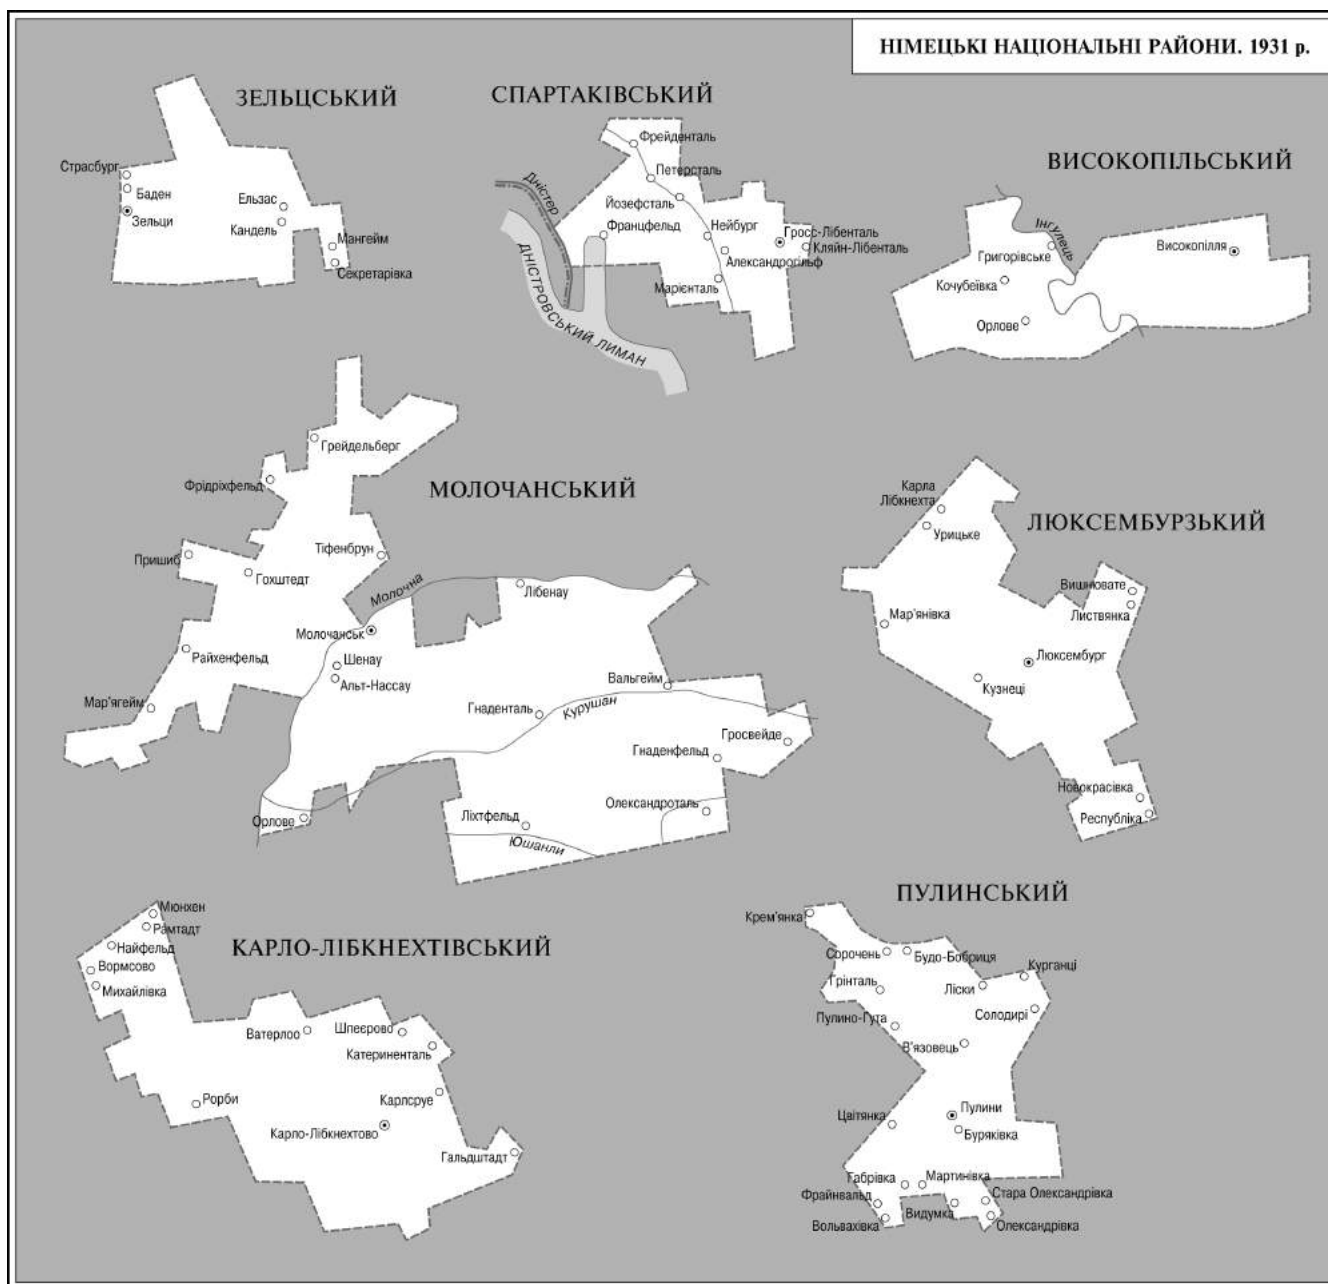 НІМЕЦЬКІ НАЦІОНАЛЬНІ РАЙОНИ. 1931 р.
ЗЕЛЬЦСЬКИЙ
Страсбург
Баден
Зельци
Ельзас
Кандель
Мангейм
Секретарівка
СПАРТАКІВСЬКИЙ
Фрейденталь
Петерсталь
Йозефсталь
Францфельд
Нейбург
Гросс-Лібенталь
Кляйн-Лібенталь
Александрогільф
Марієнталь
Дністер
ДНІСТРОВСЬКИЙ ЛИМАН
ВИСОКОПІЛЬСЬКИЙ
Інгулець
Григорівське
Високопілля
Кочубеївка
Орлове
МОЛОЧАНСЬКИЙ
Грейдельберг
Фрідріхфельд
Пришиб
Тіфенбрун
Гохштедт
Молочна
Лібенау
Молочанськ
Райхенфельд
Шенау
Альт-Нассау
Вальгейм
Мар'ягейм
Гнаденталь
Курушан
Гросвейде
Гнаденфельд
Олександроталь
Орлове
Ліхтфельд
Юшанли
ЛЮКСЕМБУРЗЬКИЙ
Карла
Лібкнехта
Урицьке
Вишнювате
Листвянка
Мар'янівка
Люксембург
Кузнеці
Новокрасівка
Республіка
КАРЛО-ЛІБКНЕХТІВСЬКИЙ
Мюнхен
Рамтадт
Найфельд
Вормсово
Михайлівка
Ватерлоо
Шпеєрово
Катериненталь
Рорби
Карлсруе
Карло-Лібкнехтово
Гальдштадт
ПУЛИНСЬКИЙ
Крем'янка
Сорочень
Будо-Бобриця
Курганці
Грінталь
Ліски
Солодирі
Пулино-Гута
В'язовець
Цвітянка
Пулини
Буряківка
Габрівка
Мартинівка
Фрайнвальд
Стара Олександрівка
Вольвахівка
Видумка
Олександрівка